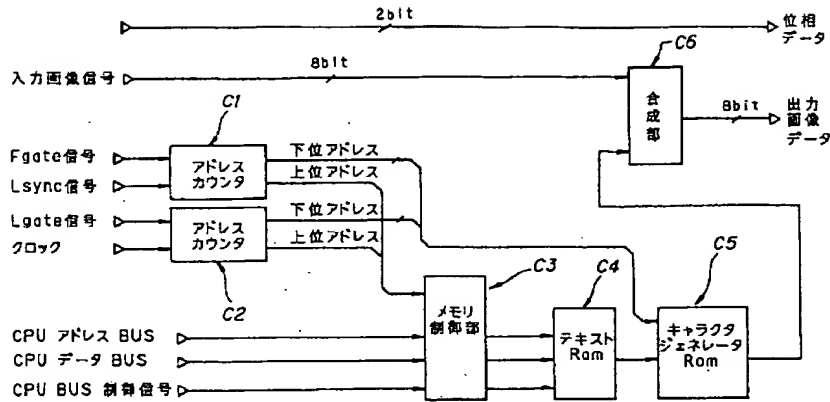 2bit
位相
データ
C6
入力画像信号
8bit
合
成
部
8bit
出力
画像
データ
C1
Fgate信号
Lsync信号
アドレス
カウンタ
下位アドレス
上位アドレス
Lgate信号
クロック
アドレス
カウンタ
下位アドレス
上位アドレス
C2
C3
C4
C5
メモリ
制御部
テキスト
Ram
キャラクタ
ジェネレータ
Rom
CPU アドレス BUS
CPU データ BUS
CPU BUS 制御信号